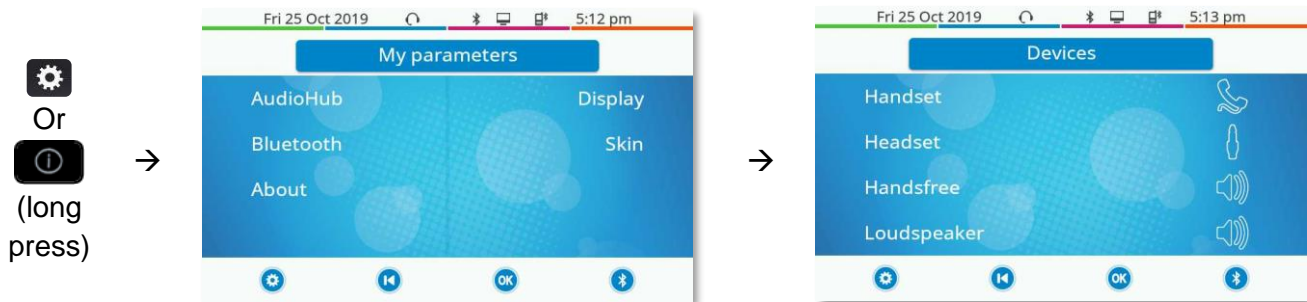 Or
(long
press)
→
Fri 25 Oct 2019 5:12 pm
My parameters
AudioHub Display
Bluetooth Skin
About
OK
→
Fri 25 Oct 2019 5:13 pm
Devices
Handset
Headset
Handsfree
Loudspeaker
OK